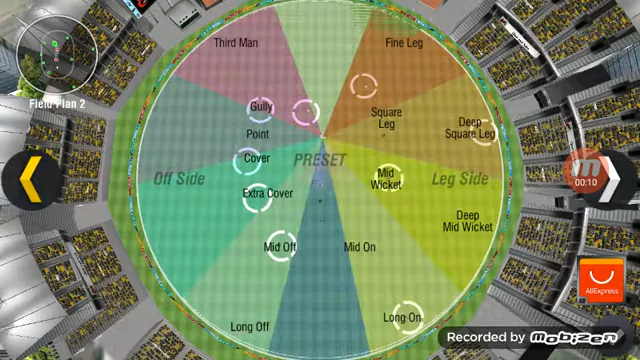 Third Man
Fine Leg
Field Plan 2
Gully
Square
Leg
Deep
Square Leg
Point
Cover
PRESET
Off Side
Mid
Wicket
Leg Side
00:10
Extra Cover
Deep
Mid Wicket
Mid Off
Mid On
AliExpress
Long On
Long Off
Recorded by mobizen